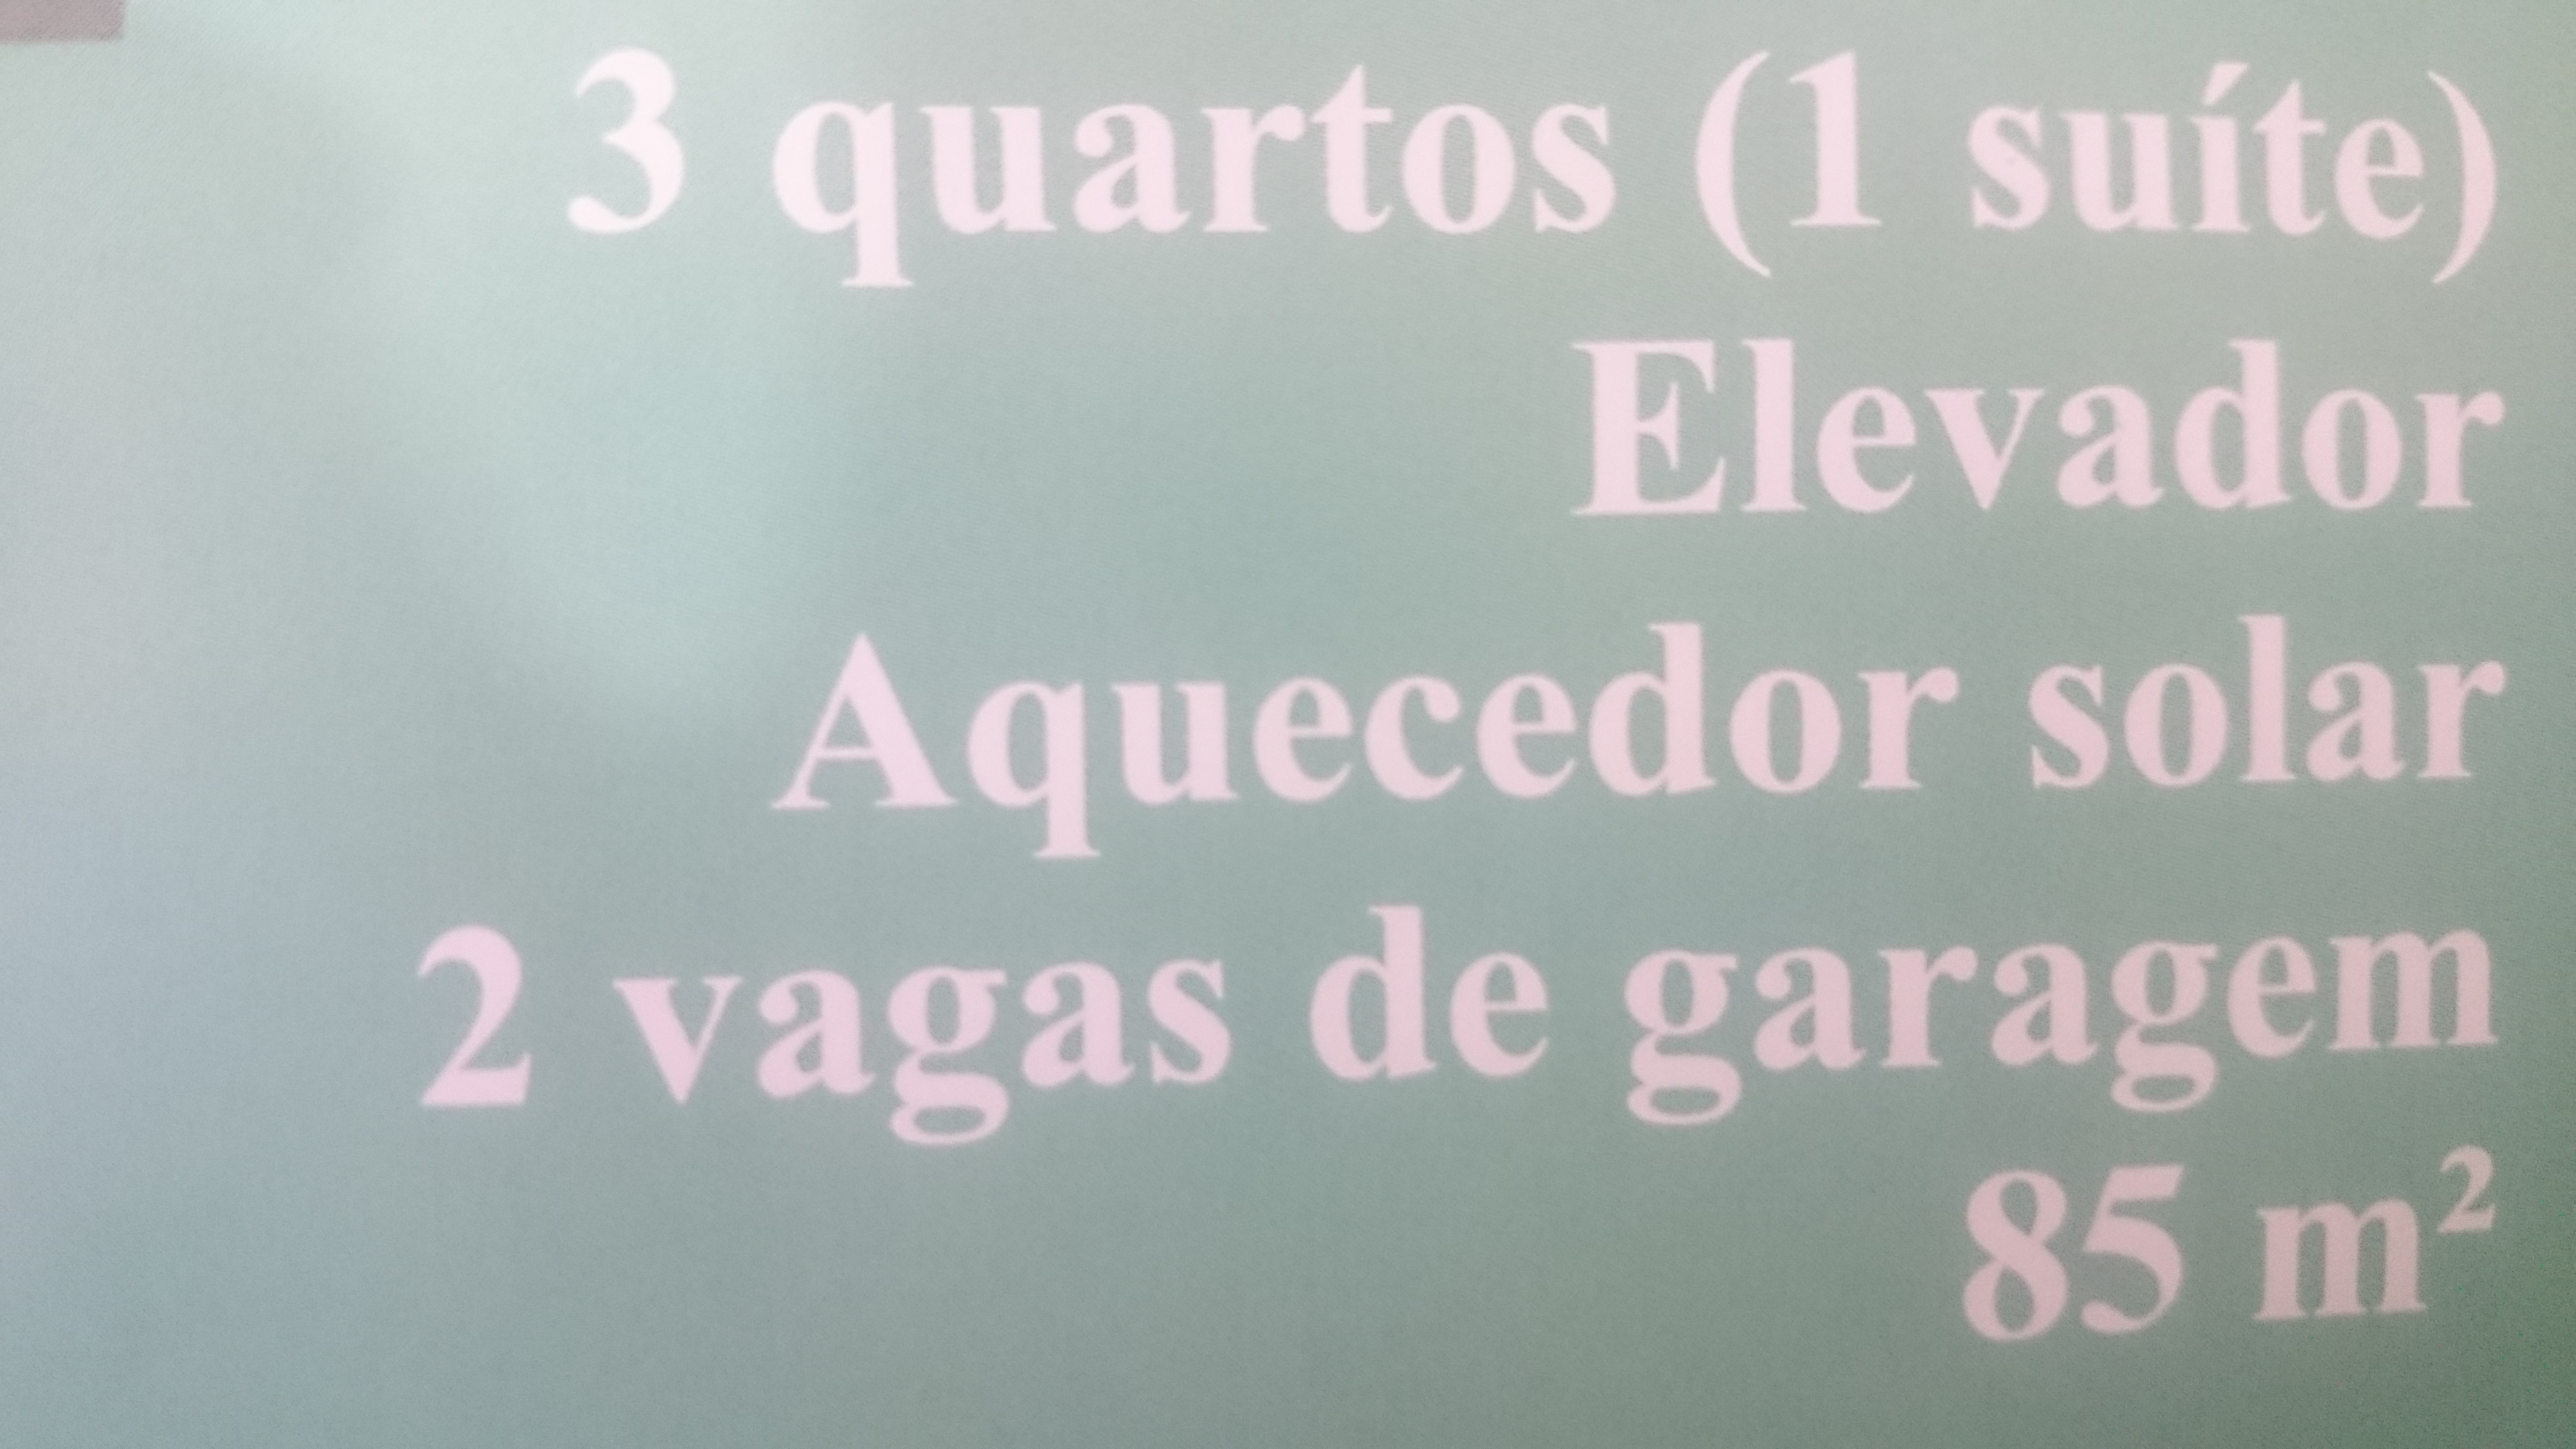 3 quartos (1 suíte)
Elevador
Aquecedor solar
2 vagas de garagem
85 m²